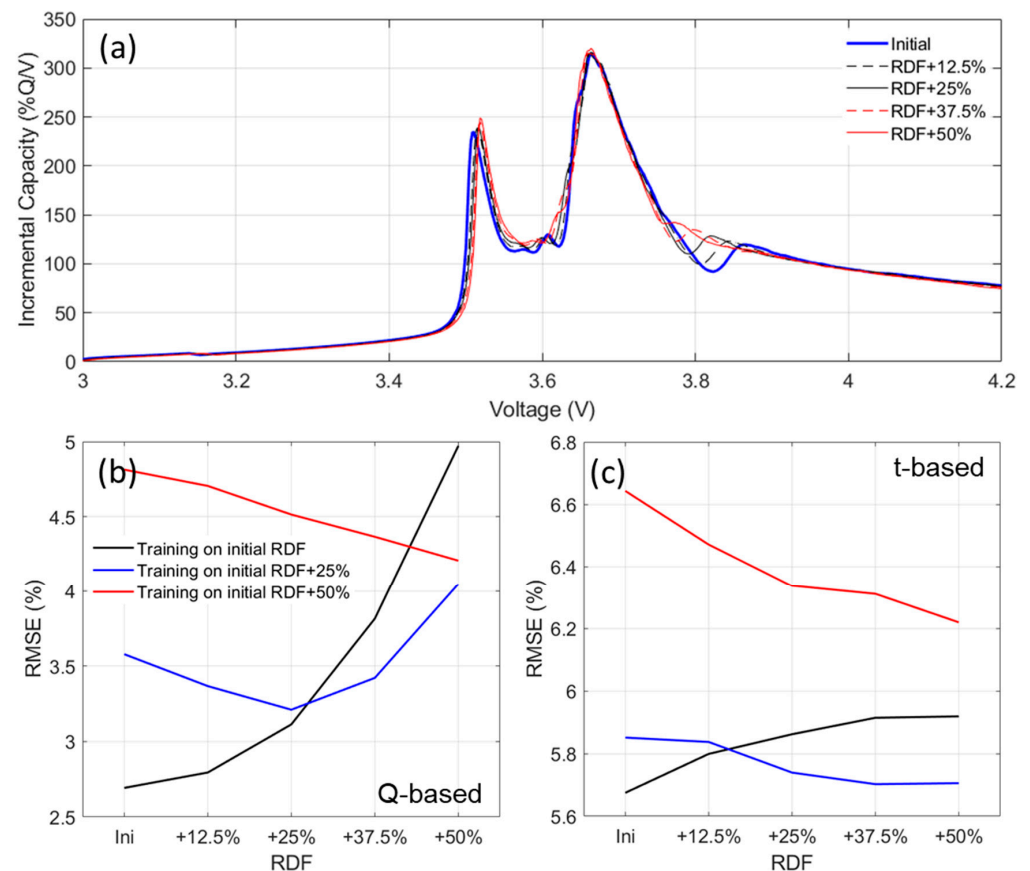 (a)
Incremental Capacity (%Q/V)
350
300
250
200
150
100
50
0
Initial
RDF+12.5%
RDF+25%
RDF+37.5%
RDF+50%
3 3.2 3.4 3.6 3.8 4 4.2
Voltage (V)
(b)
RMSE (%)
5
4.5
4
3.5
3
2.5
Training on initial RDF
Training on initial RDF+25%
Training on initial RDF+50%
Q-based
Ini +12.5% +25% +37.5% +50%
RDF
(c)
t-based
RMSE (%)
6.8
6.6
6.4
6.2
6
5.8
5.6
Ini +12.5% +25% +37.5% +50%
RDF